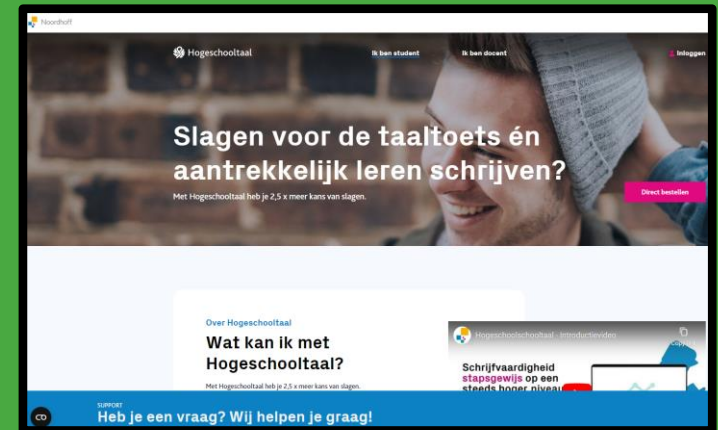 Noordhoff
Hogeschooltaal
Ik ben student
Ik ben docent
Inloggen
Slagen voor de taaltoets én
aantrekkelijk leren schrijven?
Met Hogeschooltaal heb je 2,5 x meer kans van slagen.
Direct bestellen
Over Hogeschooltaal
Wat kan ik met
Hogeschooltaal?
Met Hogeschooltaal heb je 2,5 x meer kans van slagen.
Hogeschoolschooltaal - Introductievideo
Schrijfvaardigheid
stapsgewijs op een
steeds hoger niveau
SUPPORT
Heb je een vraag? Wij helpen je graag!